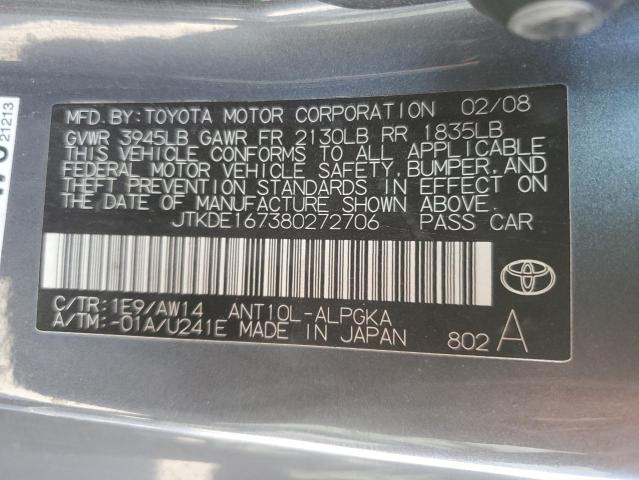 MFD. BY: TOYOTA MOTOR CORPORATION 02/08
GVWR 3945LB GAWR FR 2130LB RR 1835LB
THIS VEHICLE CONFORMS TO ALL APPLICABLE
FEDERAL MOTOR VEHICLE SAFETY, BUMPER, AND
THEFT PREVENTION STANDARDS IN EFFECT ON
THE DATE OF MANUFACTURE SHOWN ABOVE.
JTKDE167380272706 PASS CAR
C/TR: 1E9/AW14 ANT10L-ALPGKA
A/TM: -01A/U241E MADE IN JAPAN 802 A
21213